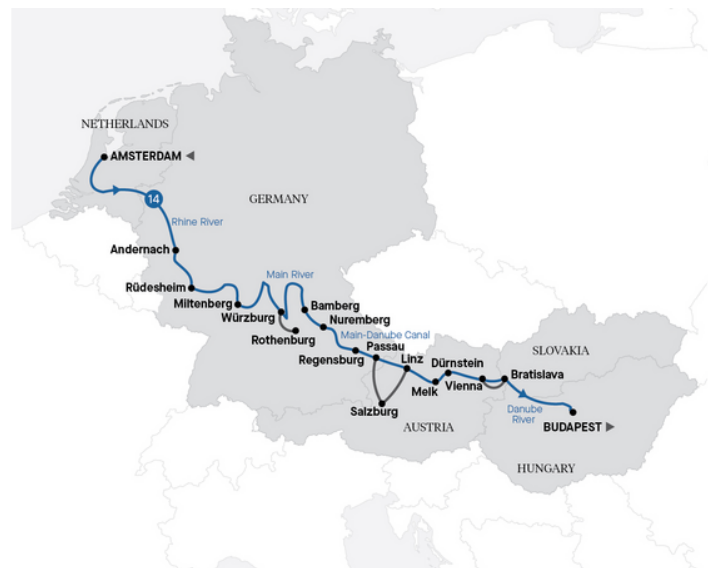 NETHERLANDS
AMSTERDAM
14
GERMANY
Rhine River
Andernach
Rüdesheim
Main River
Miltenberg
Würzburg
Bamberg
Nuremberg
Rothenburg
Main-Danube Canal
Regensburg
Passau
Linz
Salzburg
Melk
Dürnstein
Vienna
Bratislava
SLOVAKIA
AUSTRIA
Danube
River
BUDAPEST
HUNGARY